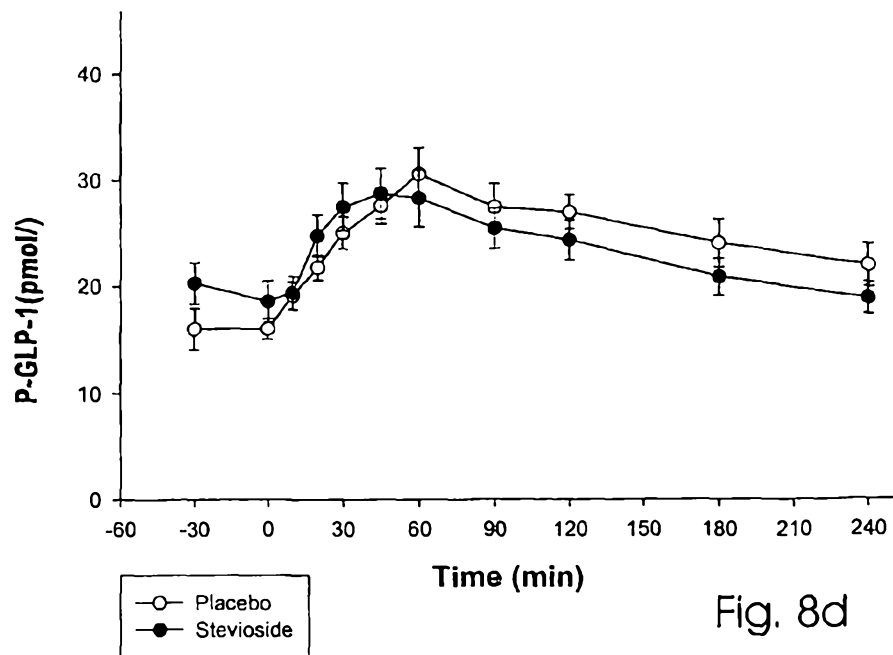 40
30
20
10
0
P-GLP-1(pmol/)
-60 -30 0 30 60 90 120 150 180 210 240
Time (min)
Placebo
Stevioside
Fig. 8d